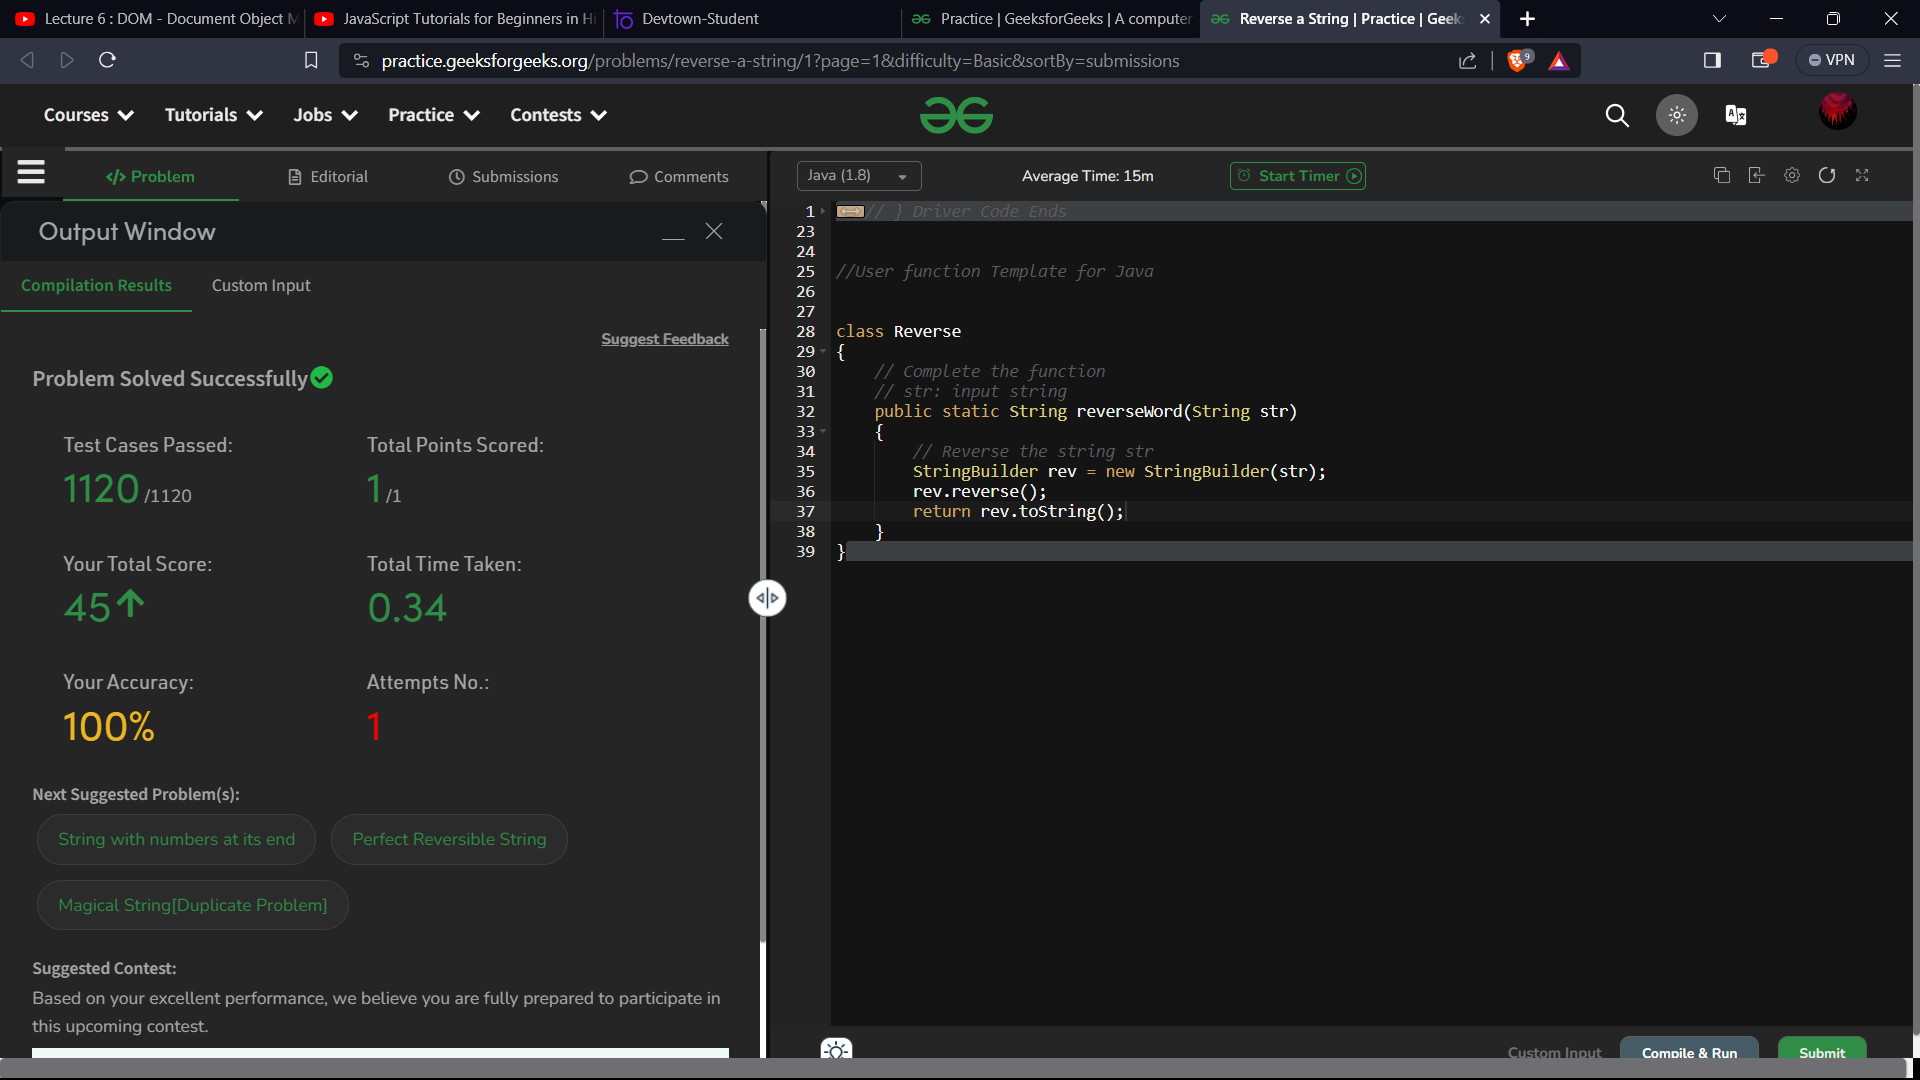 Lecture 6 : DOM - Document Object M
JavaScript Tutorials for Beginners in Hi
Devtown-Student
Practice | GeeksforGeeks | A computer
Reverse a String | Practice | Geek
practice.geeksforgeeks.org/problems/reverse-a-string/1?page=1&difficulty=Basic&sortBy=submissions
9
VPN
Courses
Tutorials
Jobs
Practice
Contests
</> Problem
Editorial
Submissions
Comments
Java (1.8)
Average Time: 15m
Start Timer
Output Window
Compilation Results
Custom Input
Suggest Feedback
Problem Solved Successfully
Test Cases Passed:
1120 /1120
Total Points Scored:
1 /1
Your Total Score:
45
Total Time Taken:
0.34
Your Accuracy:
100%
Attempts No.:
1
Next Suggested Problem(s):
String with numbers at its end
Perfect Reversible String
Magical String[Duplicate Problem]
Suggested Contest:
Based on your excellent performance, we believe you are fully prepared to participate in
this upcoming contest.
1 // } Driver Code Ends
23
24
25 //User function Template for Java
26
27
28 class Reverse
29 {
30     // Complete the function
31     // str: input string
32     public static String reverseWord(String str)
33     {
34         // Reverse the string str
35         StringBuilder rev = new StringBuilder(str);
36         rev.reverse();
37         return rev.toString();
38     }
39 }
Custom Input
Compile & Run
Submit